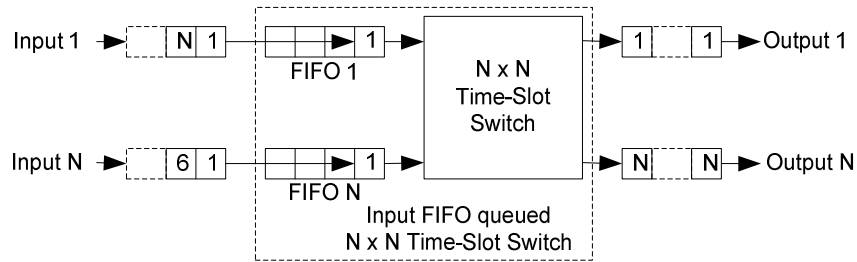 Input 1 N 1 1 1 1 Output 1
FIFO 1
N x N
Time-Slot
Switch
Input N 6 1 1 N N Output N
FIFO N
Input FIFO queued
N x N Time-Slot Switch